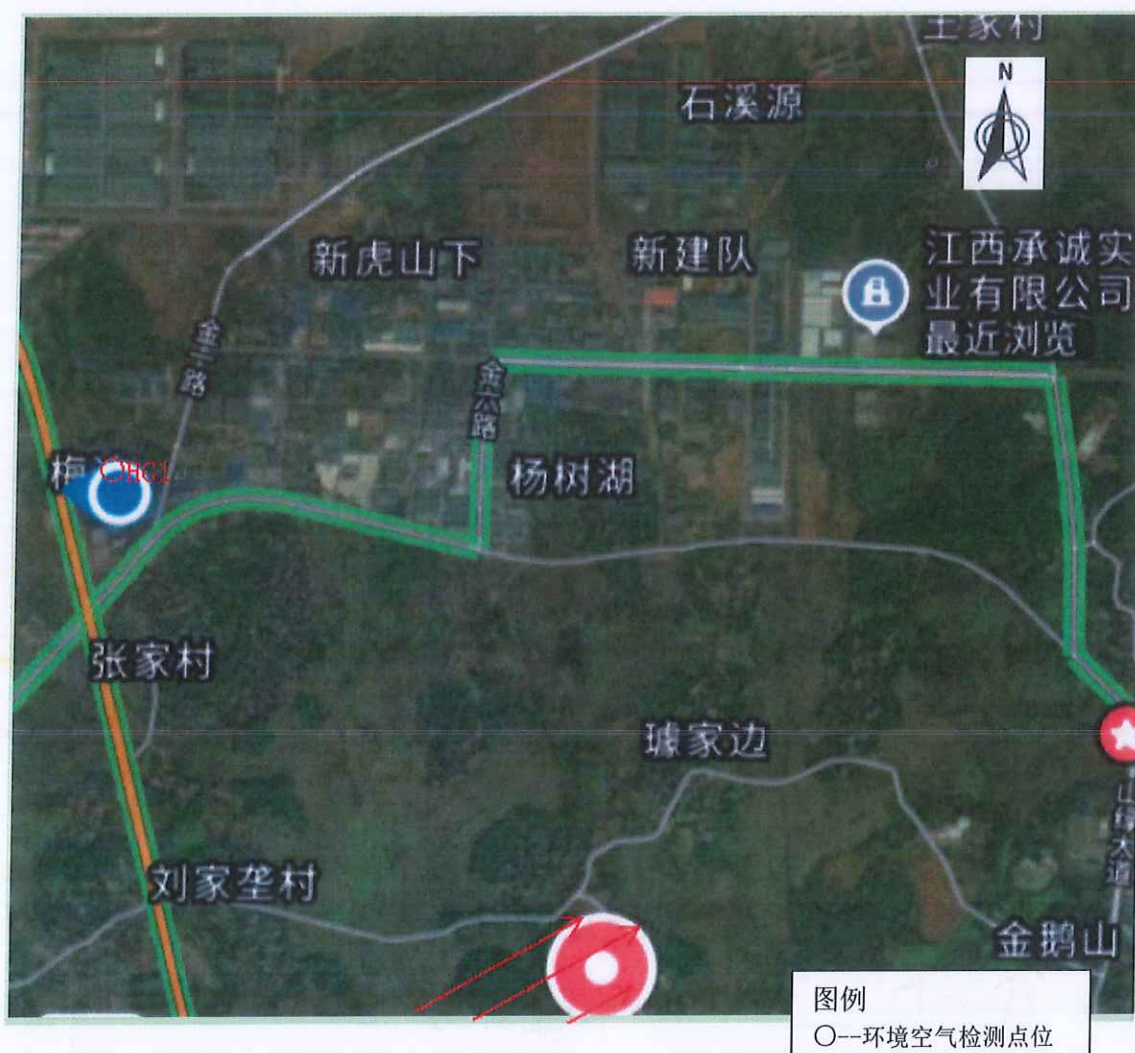 王家村
N
石溪源
新虎山下
新建队
江西承诚实
业有限公司
最近浏览
金三路
金六路
HG1
杨树湖
张家村
璩家边
刘家垄村
金鹅山
图例
○--环境空气检测点位